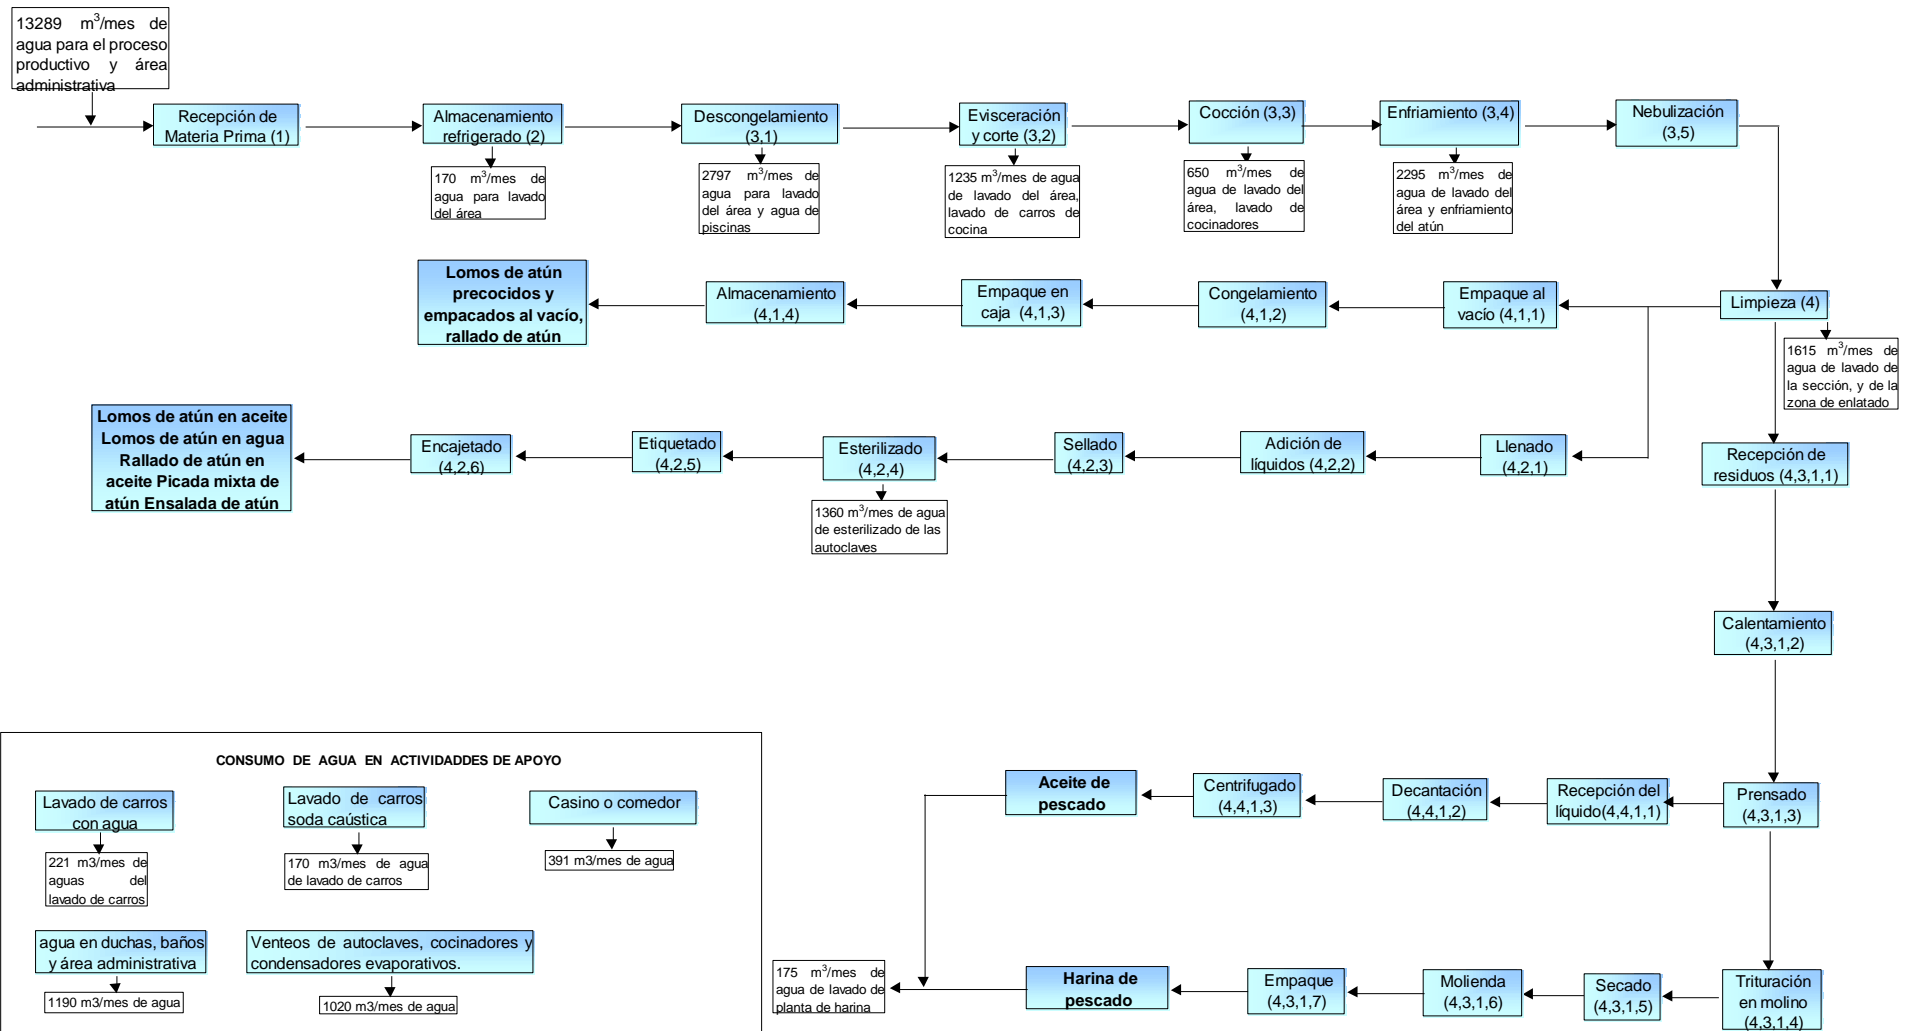 13289 m³/mes de
agua para el proceso
productivo y área
administrativa
Recepción de
Materia Prima (1)
Almacenamiento
refrigerado (2)
Descongelamiento
(3,1)
Evisceración
y corte (3,2)
Cocción (3,3)
Enfriamiento (3,4)
Nebulización
(3,5)
170 m³/mes de
agua para lavado
del área
2797 m³/mes de
agua para lavado
del área y agua de
piscinas
1235 m³/mes de agua
de lavado del área,
lavado de carros de
cocina
650 m³/mes de
agua de lavado del
área, lavado de
cocinadores
2295 m³/mes de
agua de lavado del
área y enfriamiento
del atún
Lomos de atún
precocidos y
empacados al vacío,
rallado de atún
Almacenamiento
(4,1,4)
Empaque en
caja (4,1,3)
Congelamiento
(4,1,2)
Empaque al
vacío (4,1,1)
Limpieza (4)
1615 m³/mes de
agua de lavado de
la sección, y de la
zona de enlatado
Lomos de atún en aceite
Lomos de atún en agua
Rallado de atún en
aceite Picada mixta de
atún Ensalada de atún
Encajetado
(4,2,6)
Etiquetado
(4,2,5)
Esterilizado
(4,2,4)
Sellado
(4,2,3)
Adición de
líquidos (4,2,2)
Llenado
(4,2,1)
Recepción de
residuos (4,3,1,1)
1360 m³/mes de agua
de esterilizado de las
autoclaves
Calentamiento
(4,3,1,2)
Aceite de
pescado
Centrifugado
(4,4,1,3)
Decantación
(4,4,1,2)
Recepción del
líquido(4,4,1,1)
Prensado
(4,3,1,3)
175 m³/mes de
agua de lavado de
planta de harina
Harina de
pescado
Empaque
(4,3,1,7)
Molienda
(4,3,1,6)
Secado
(4,3,1,5)
Trituración
en molino
(4,3,1,4)
CONSUMO DE AGUA EN ACTIVIDADDES DE APOYO
Lavado de carros
con agua
Lavado de carros
soda caústica
Casino o comedor
221 m3/mes de
aguas del
lavado de carros
170 m3/mes de agua
de lavado de carros
391 m3/mes de agua
agua en duchas, baños
y área administrativa
Venteos de autoclaves, cocinadores y
condensadores evaporativos.
1190 m3/mes de agua
1020 m3/mes de agua